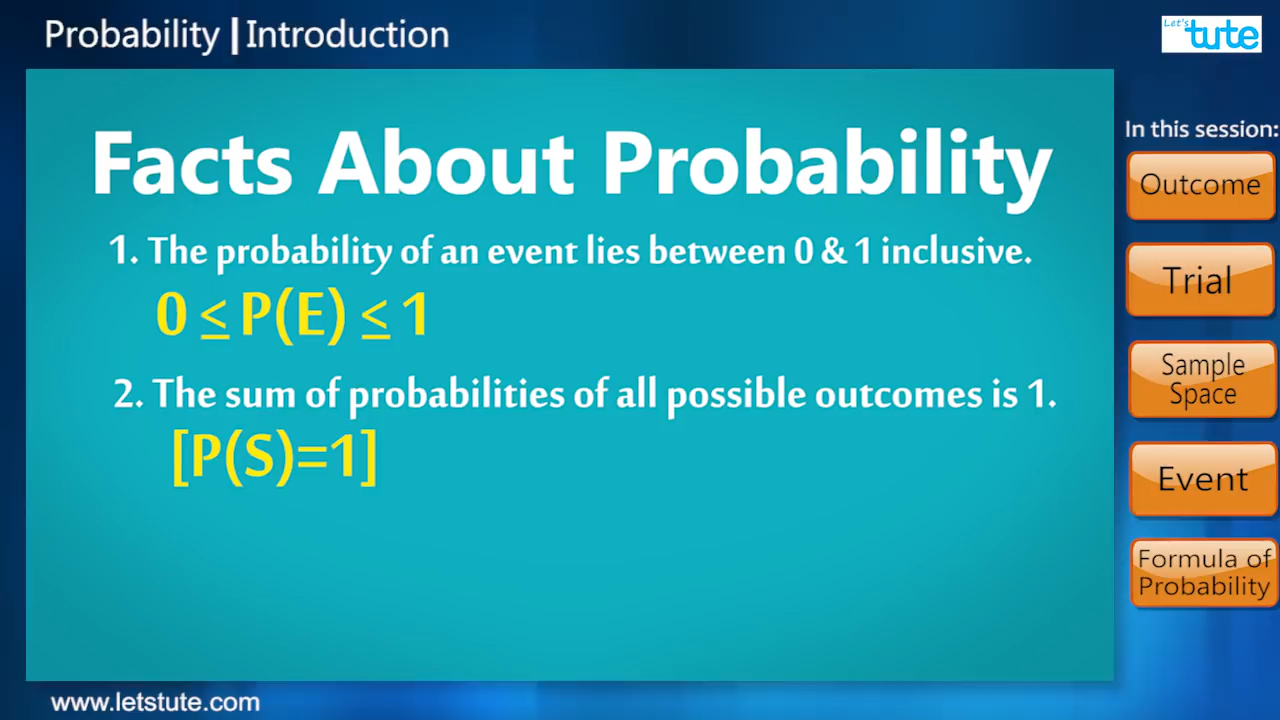 Probability | Introduction
Let's
tute
Facts About Probability
1. The probability of an event lies between 0 & 1 inclusive.
0 ≤ P(E) ≤ 1
2. The sum of probabilities of all possible outcomes is 1.
[P(S)=1]
In this session:
Outcome
Trial
Sample
Space
Event
Formula of
Probability
www.letstute.com